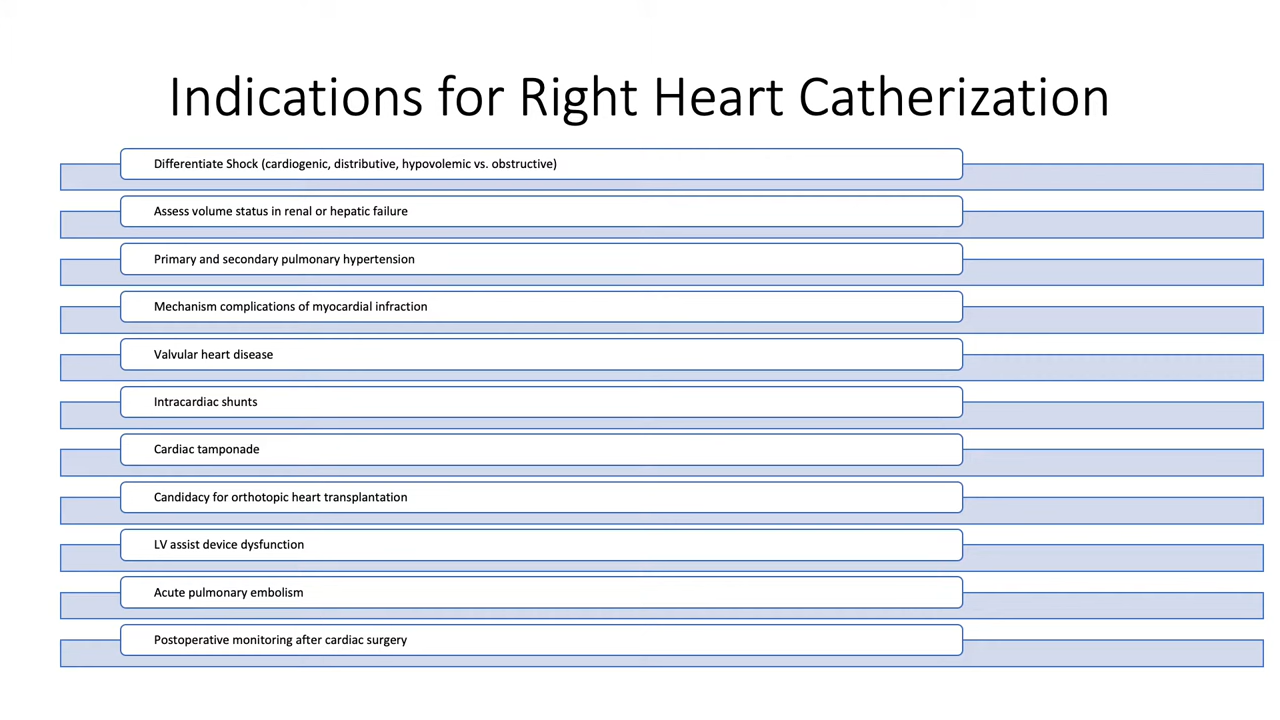 Indications for Right Heart Catherization
Differentiate Shock (cardiogenic, distributive, hypovolemic vs. obstructive)
Assess volume status in renal or hepatic failure
Primary and secondary pulmonary hypertension
Mechanism complications of myocardial infraction
Valvular heart disease
Intracardiac shunts
Cardiac tamponade
Candidacy for orthotopic heart transplantation
LV assist device dysfunction
Acute pulmonary embolism
Postoperative monitoring after cardiac surgery